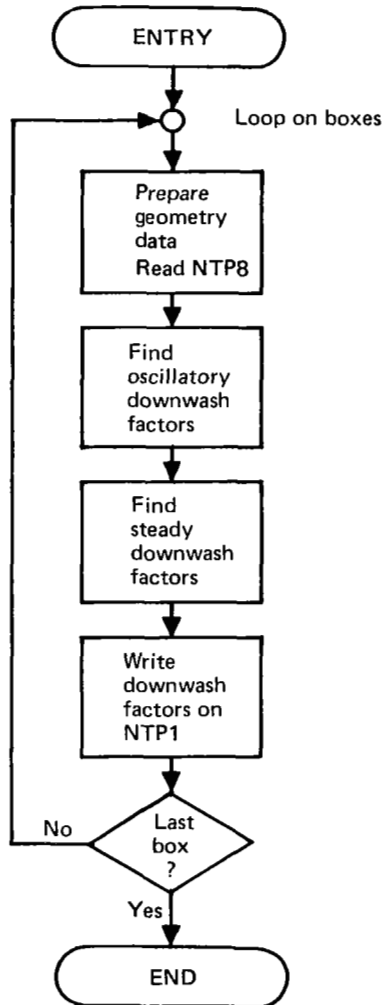 ENTRY
Loop on boxes
Prepare
geometry
data
Read NTP8
Find
oscillatory
downwash
factors
Find
steady
downwash
factors
Write
downwash
factors on
NTP1
Last
box
?
No
Yes
END